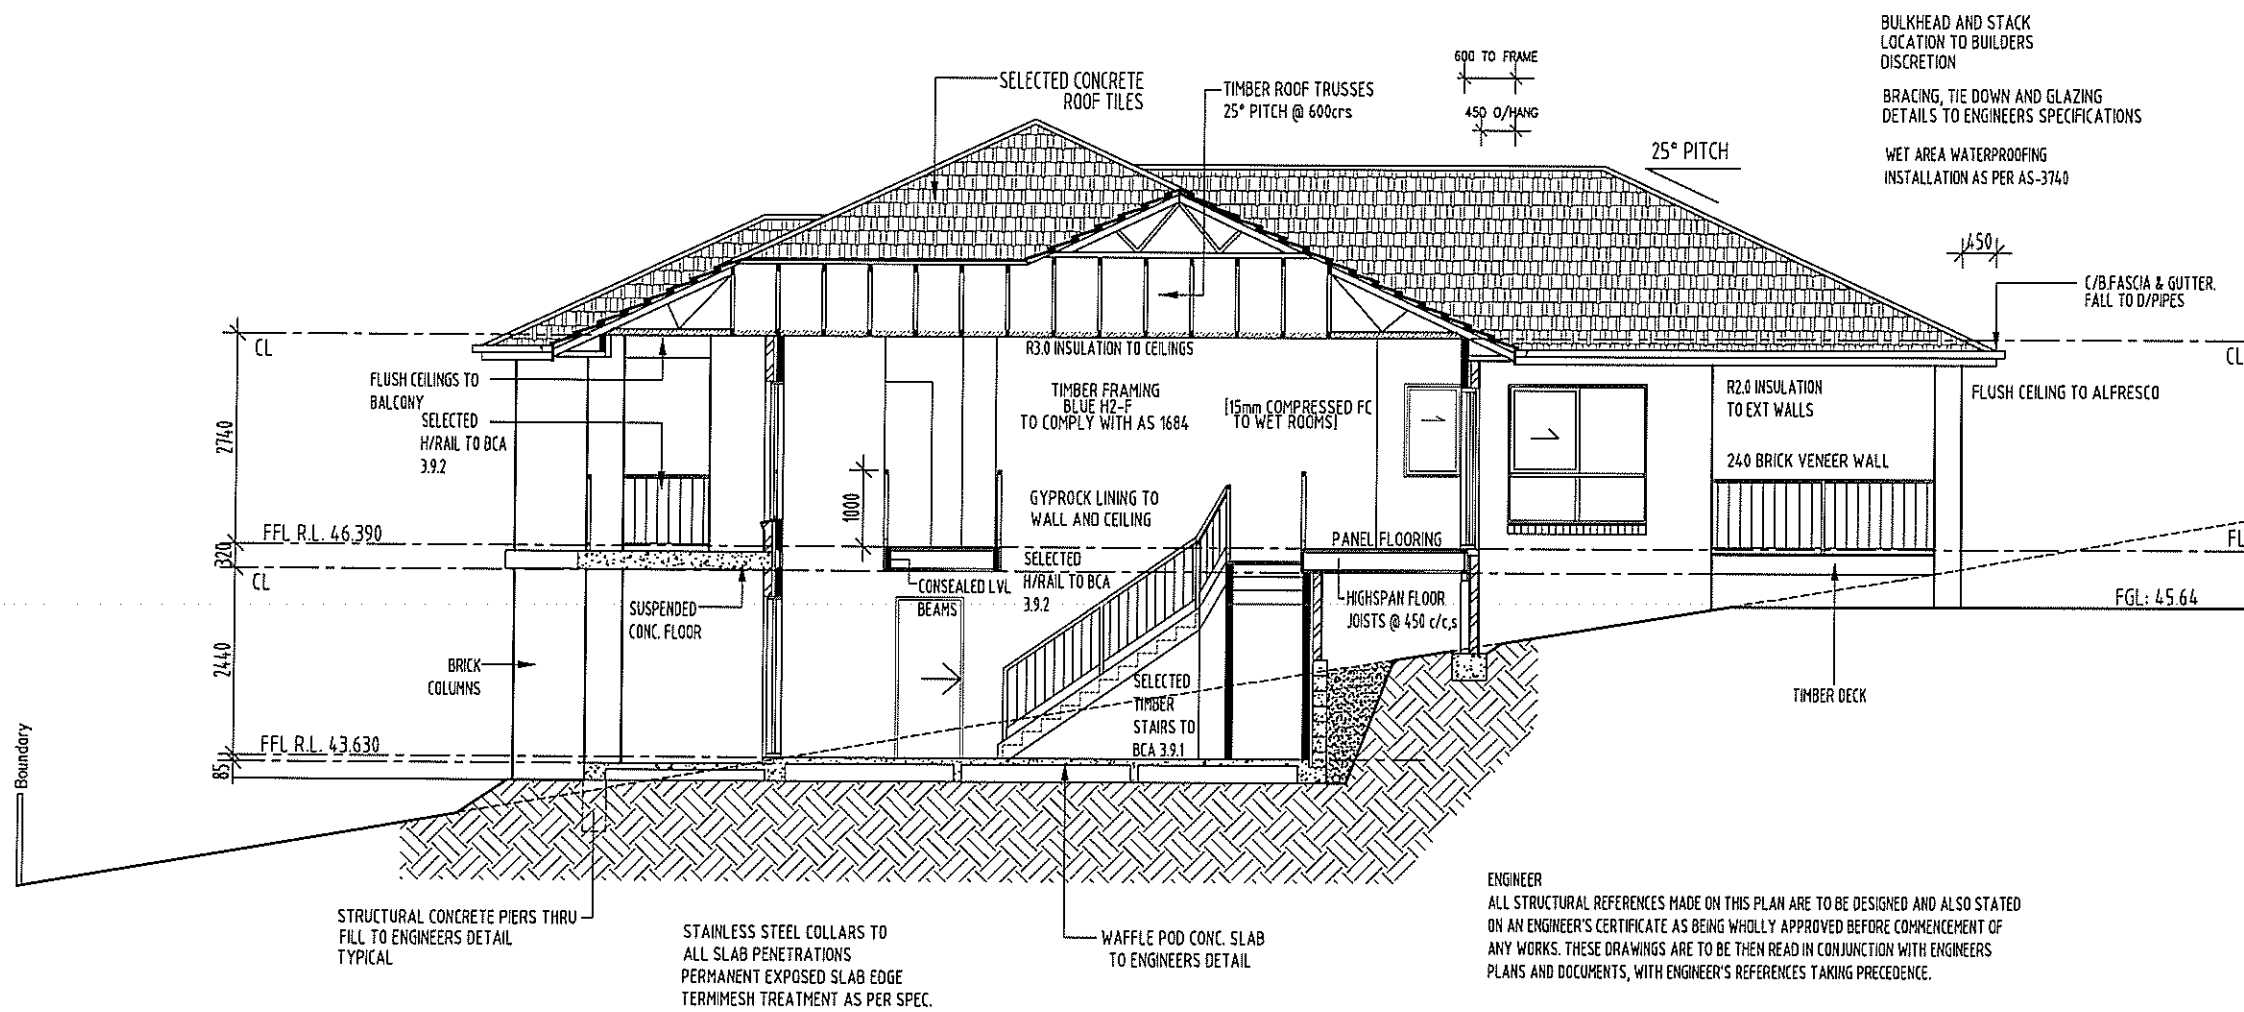 BULKHEAD AND STACK
LOCATION TO BUILDERS
DISCRETION
BRACING, TIE DOWN AND GLAZING
DETAILS TO ENGINEERS SPECIFICATIONS
WET AREA WATERPROOFING
INSTALLATION AS PER AS-3740
600 TO FRAME
450 O/HANG
SELECTED CONCRETE
ROOF TILES
TIMBER ROOF TRUSSES
25° PITCH @ 600crs
25° PITCH
450
C/B.FASCIA & GUTTER.
FALL TO D/PIPES
CL
CL
R3.0 INSULATION TO CEILINGS
FLUSH CEILINGS TO
BALCONY
SELECTED
H/RAIL TO BCA
3.9.2
TIMBER FRAMING
BLUE H2-F
TO COMPLY WITH AS 1684
[15mm COMPRESSED FC
TO WET ROOMS]
R2.0 INSULATION
TO EXT WALLS
FLUSH CEILING TO ALFRESCO
240 BRICK VENEER WALL
2740
1000
GYPROCK LINING TO
WALL AND CEILING
FFL R.L. 46.390
PANEL FLOORING
FL
320
CL
CONSEALED LVL
BEAMS
SELECTED
H/RAIL TO BCA
3.9.2
SUSPENDED
CONC. FLOOR
HIGHSPAN FLOOR
JOISTS @ 450 c/c,s
FGL: 45.64
2440
BRICK
COLUMNS
SELECTED
TIMBER
STAIRS TO
BCA 3.9.1
TIMBER DECK
FFL R.L. 43.630
85
Boundary
STRUCTURAL CONCRETE PIERS THRU
FILL TO ENGINEERS DETAIL
TYPICAL
STAINLESS STEEL COLLARS TO
ALL SLAB PENETRATIONS
PERMANENT EXPOSED SLAB EDGE
TERMIMESH TREATMENT AS PER SPEC.
WAFFLE POD CONC. SLAB
TO ENGINEERS DETAIL
ENGINEER
ALL STRUCTURAL REFERENCES MADE ON THIS PLAN ARE TO BE DESIGNED AND ALSO STATED
ON AN ENGINEER'S CERTIFICATE AS BEING WHOLLY APPROVED BEFORE COMMENCEMENT OF
ANY WORKS. THESE DRAWINGS ARE TO BE THEN READ IN CONJUNCTION WITH ENGINEERS
PLANS AND DOCUMENTS, WITH ENGINEER'S REFERENCES TAKING PRECEDENCE.